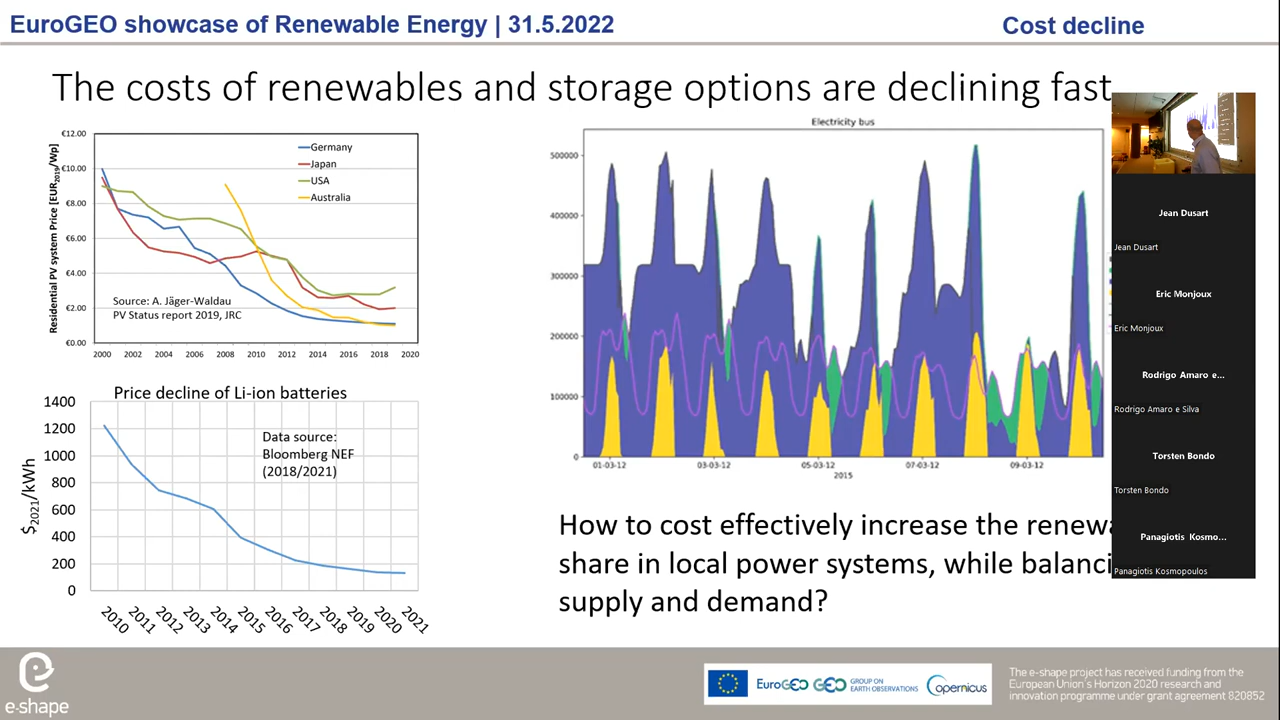 EuroGEO showcase of Renewable Energy | 31.5.2022
Cost decline
The costs of renewables and storage options are declining fast
Residential PV system Price [EUR2019/Wp]
€12.00
€10.00
€8.00
€6.00
€4.00
€2.00
€0.00
Germany
Japan
USA
Australia
Source: A. Jäger-Waldau
PV Status report 2019, JRC
2000 2002 2004 2006 2008 2010 2012 2014 2016 2018 2020
Price decline of Li-ion batteries
$2021/kWh
1400
1200
1000
800
600
400
200
0
Data source:
Bloomberg NEF
(2018/2021)
2010 2011 2012 2013 2014 2015 2016 2017 2018 2019 2020 2021
Electricity bus
500000
400000
300000
200000
100000
01-03-12 03-03-12 05-03-12 07-03-12 09-03-12
2015
How to cost effectively increase the renewa
share in local power systems, while balanci
supply and demand?
Jean Dusart
Jean Dusart
Eric Monjoux
Eric Monjoux
Rodrigo Amaro e...
Rodrigo Amaro e Silva
Torsten Bondo
Torsten Bondo
Panagiotis Kosmo...
Panagiotis Kosmopoulos
e-shape
EuroGEO
GEO GROUP ON
EARTH OBSERVATIONS
Copernicus
The e-shape project has received funding from the
European Union's Horizon 2020 research and
innovation programme under grant agreement 820852